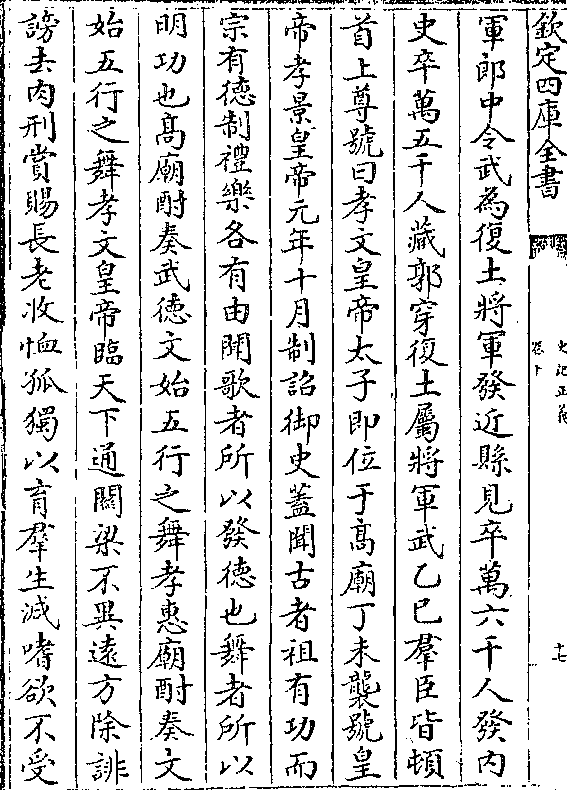 欽定四庫全書
史記正義
卷十
十七
軍郎中令武為復土將軍發近縣見卒萬六千人發內
史卒萬五千人藏郭穿復土屬將軍武乙巳羣臣皆頓
首上尊號曰孝文皇帝太子即位于髙廟丁未襲號皇
帝孝景皇帝元年十月制詔御史蓋聞古者祖有功而
宗有德制禮樂各有由聞歌者所以發德也舞者所以
明功也髙廟酎奏武德文始五行之舞孝惠廟酎奏文
始五行之舞孝文皇帝臨天下通關梁不異逺方除誹
謗去肉刑賞賜長老收恤孤獨以育羣生減嗜欲不受